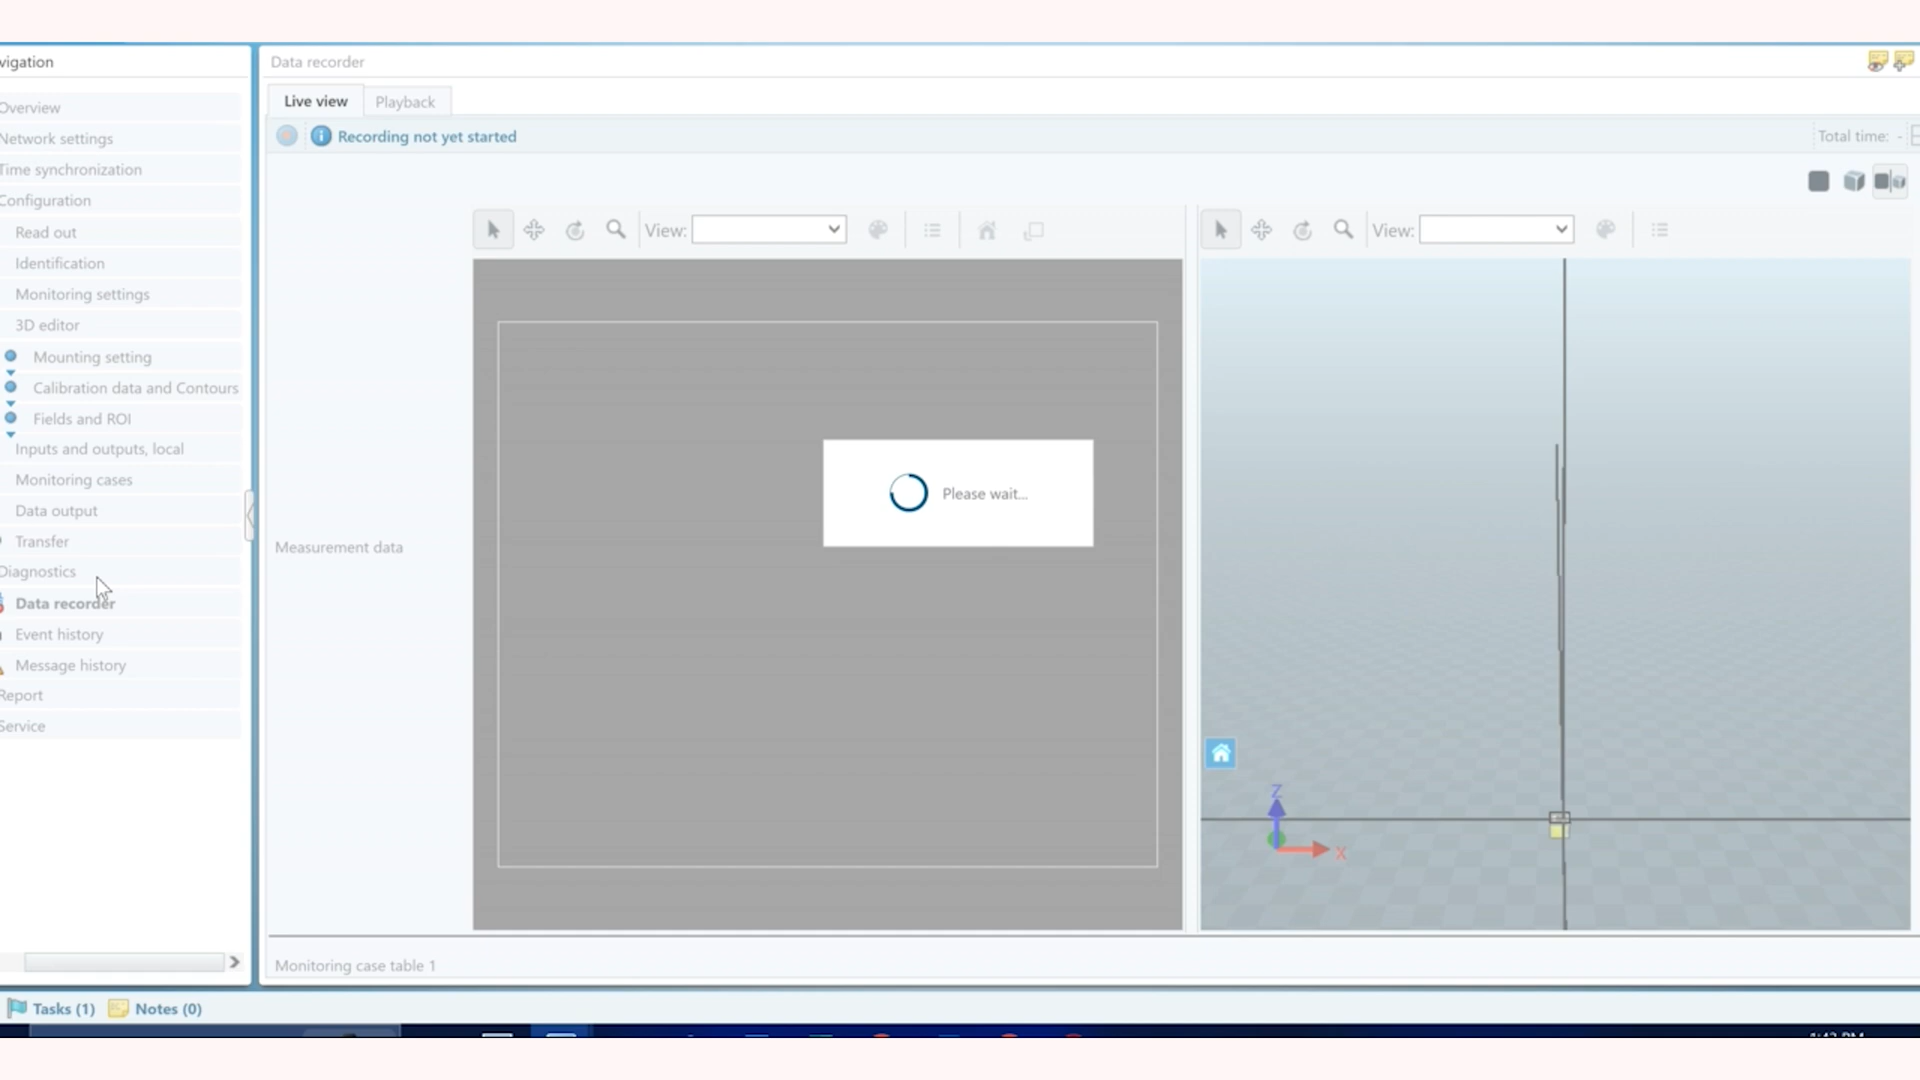 vigation
Overview
Network settings
Time synchronization
Configuration
Read out
Identification
Monitoring settings
3D editor
Mounting setting
Calibration data and Contours
Fields and ROI
Inputs and outputs, local
Monitoring cases
Data output
Transfer
Diagnostics
Data recorder
Event history
Message history
Report
Service
Data recorder
Live view
Playback
Recording not yet started
Total time: -
View:
View:
Measurement data
Please wait...
Z
X
Monitoring case table 1
Tasks (1)
Notes (0)